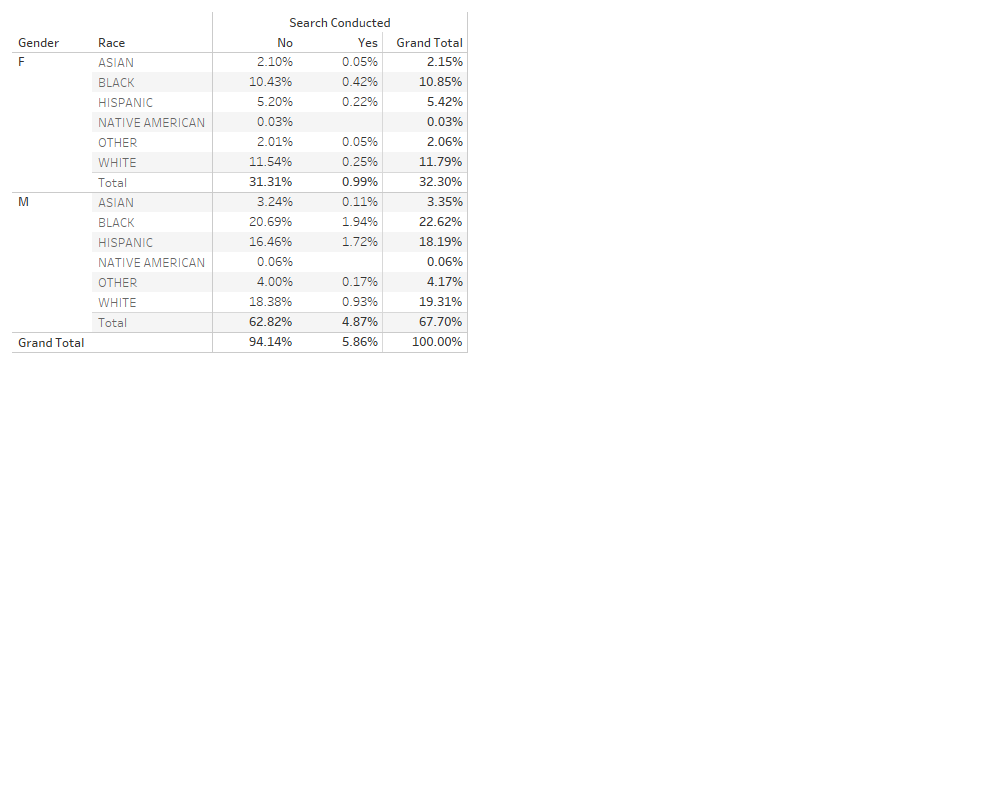 Search Conducted
Gender Race No Yes Grand Total
F ASIAN 2.10% 0.05% 2.15%
BLACK 10.43% 0.42% 10.85%
HISPANIC 5.20% 0.22% 5.42%
NATIVE AMERICAN 0.03% 0.03%
OTHER 2.01% 0.05% 2.06%
WHITE 11.54% 0.25% 11.79%
Total 31.31% 0.99% 32.30%
M ASIAN 3.24% 0.11% 3.35%
BLACK 20.69% 1.94% 22.62%
HISPANIC 16.46% 1.72% 18.19%
NATIVE AMERICAN 0.06% 0.06%
OTHER 4.00% 0.17% 4.17%
WHITE 18.38% 0.93% 19.31%
Total 62.82% 4.87% 67.70%
Grand Total 94.14% 5.86% 100.00%